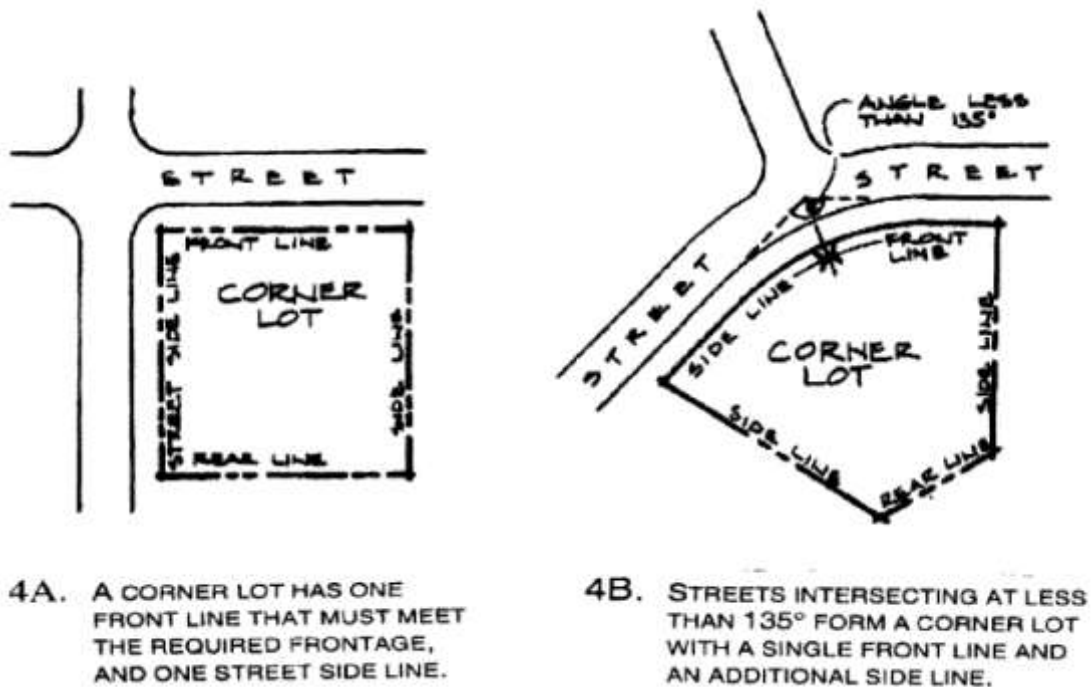 STREET
FRONT LINE
CORNER
LOT
STREET SIDE LINE
SIDE LINE
REAR LINE
4A. A CORNER LOT HAS ONE
FRONT LINE THAT MUST MEET
THE REQUIRED FRONTAGE,
AND ONE STREET SIDE LINE.
ANGLE LESS
THAN 135°
STREET
STREET
FRONT
LINE
SIDE LINE
CORNER
LOT
SIDE LINE
SIDE LINE
REAR LINE
4B. STREETS INTERSECTING AT LESS
THAN 135° FORM A CORNER LOT
WITH A SINGLE FRONT LINE AND
AN ADDITIONAL SIDE LINE.